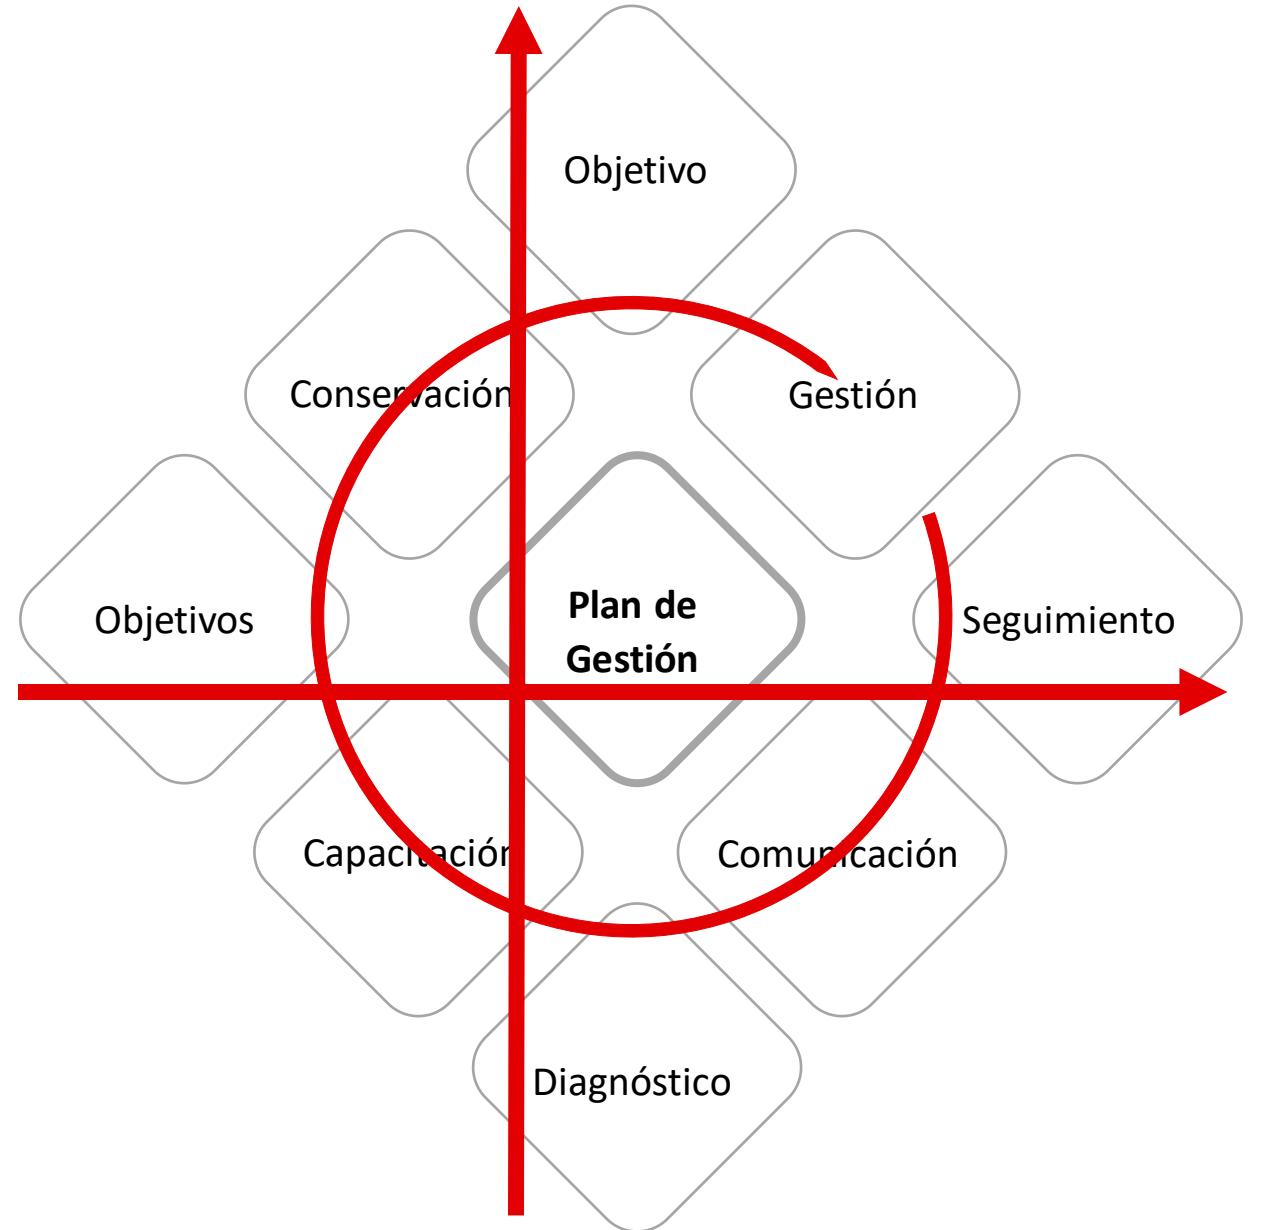 Objetivo
Conservación
Gestión
Objetivos
Plan de
Gestión
Seguimiento
Capacitación
Comunicación
Diagnóstico